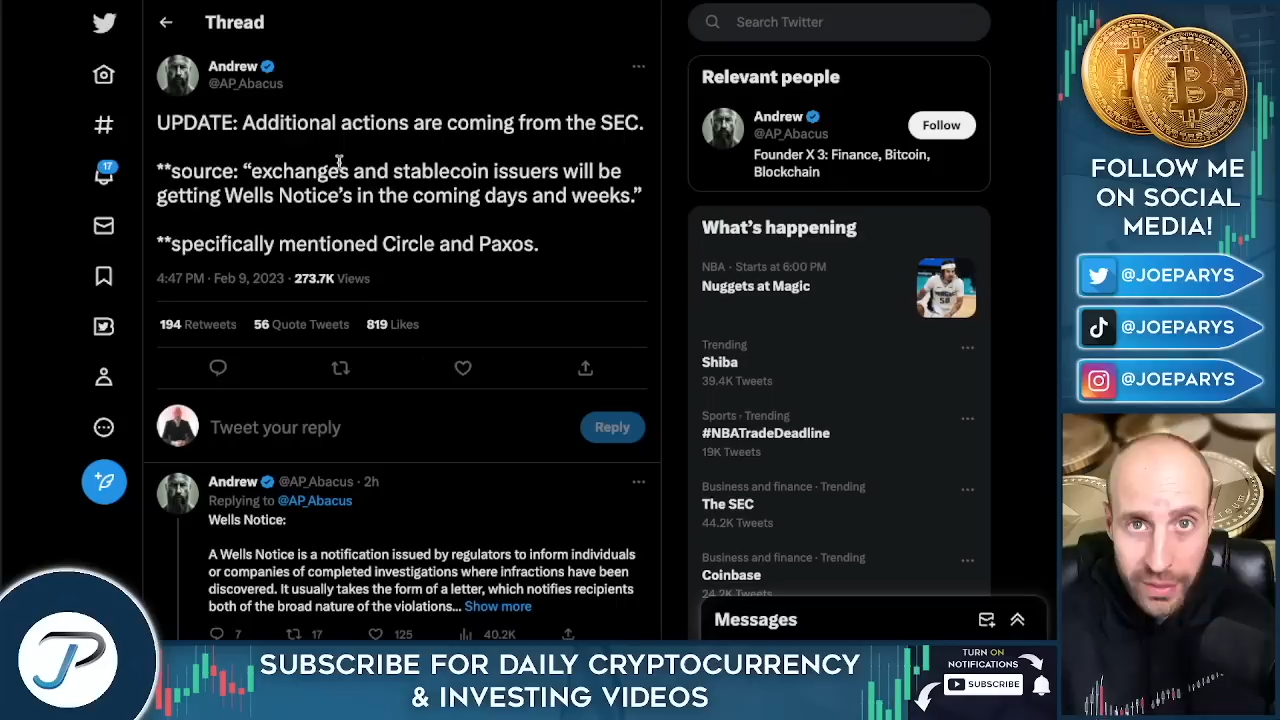 Thread
Andrew
@AP_Abacus
UPDATE: Additional actions are coming from the SEC.
**source: “exchanges and stablecoin issuers will be
getting Wells Notice’s in the coming days and weeks.”
**specifically mentioned Circle and Paxos.
4:47 PM · Feb 9, 2023 · 273.7K Views
194 Retweets 56 Quote Tweets 819 Likes
Tweet your reply
Reply
Andrew @AP_Abacus · 2h
Replying to @AP_Abacus
Wells Notice:
A Wells Notice is a notification issued by regulators to inform individuals
or companies of completed investigations where infractions have been
discovered. It usually takes the form of a letter, which notifies recipients
both of the broad nature of the violations... Show more
7 17 125 40.2K
17
Search Twitter
Relevant people
Andrew
@AP_Abacus
Follow
Founder X 3: Finance, Bitcoin,
Blockchain
What’s happening
NBA · Starts at 6:00 PM
Nuggets at Magic
Trending
Shiba
39.4K Tweets
Sports · Trending
#NBATradeDeadline
19K Tweets
Business and finance · Trending
The SEC
44.2K Tweets
Business and finance · Trending
Coinbase
24.2K Tweets
Messages
FOLLOW ME
ON SOCIAL
MEDIA!
@JOEPARYS
@JOEPARYS
@JOEPARYS
SUBSCRIBE FOR DAILY CRYPTOCURRENCY
& INVESTING VIDEOS
TURN ON
NOTIFICATIONS
SUBSCRIBE
JP